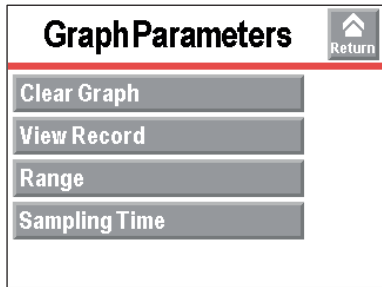 Graph Parameters
Return
Clear Graph
View Record
Range
Sampling Time